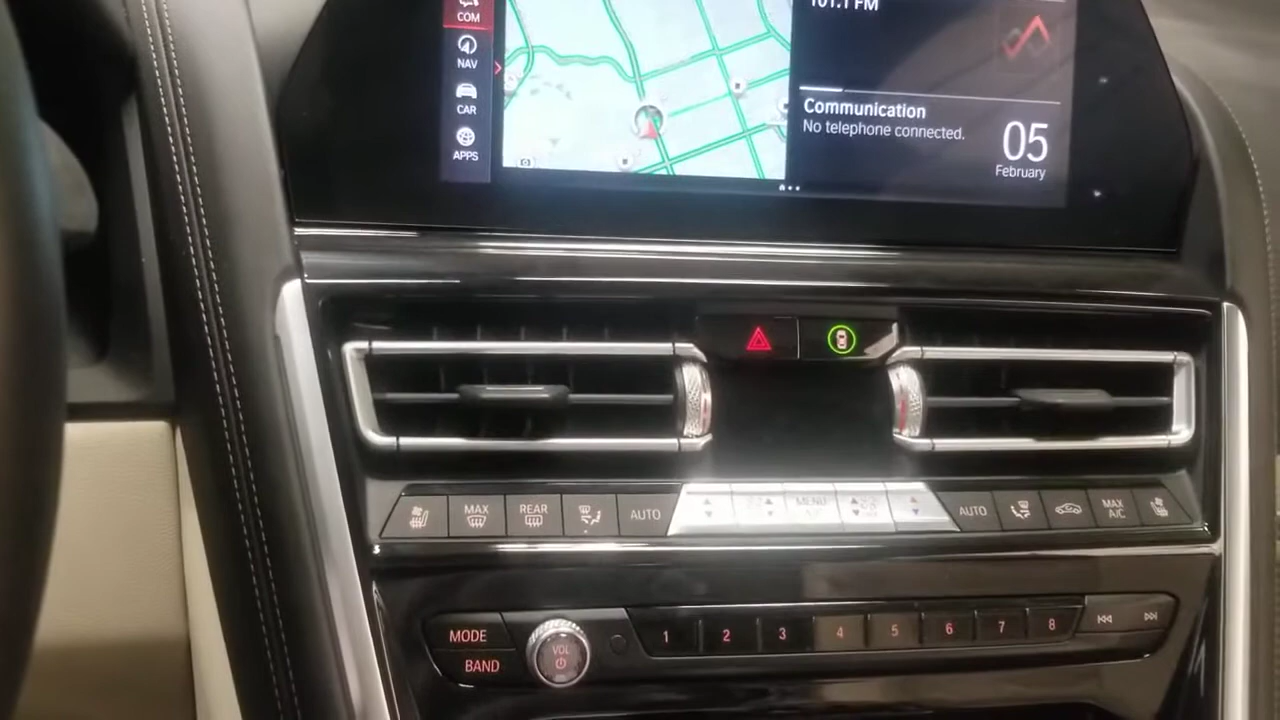 COM
NAV
CAR
APPS
101.1 FM
Communication
No telephone connected.
05
February
MAX
REAR
AUTO
MENU
AUTO
MAX
A/C
MODE
BAND
VOL
1
2
3
4
5
6
7
8